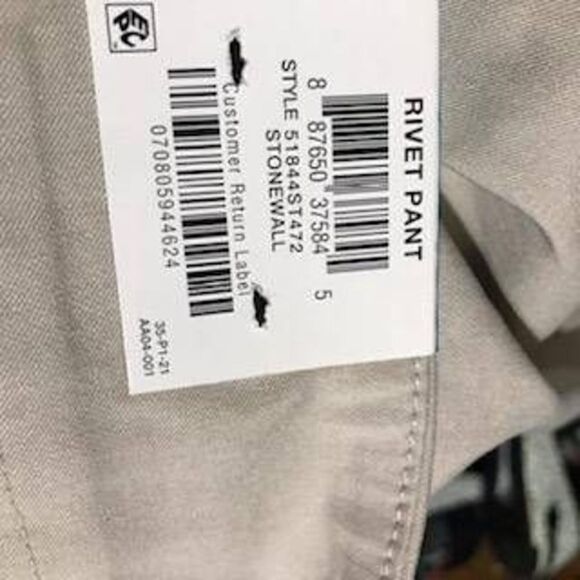 RIVET PANT
8 87650 37584 5
STYLE 51844ST472
STONEWALL
Customer Return Label
070805944624
35-P1-21
AA04-001